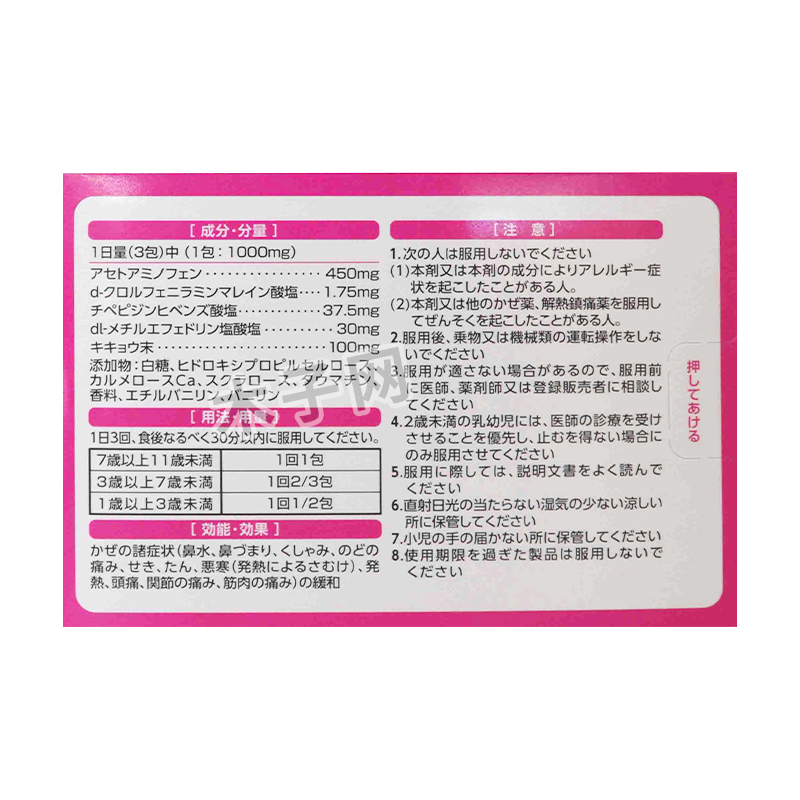 [ 成分・分量 ]
1日量(3包)中(1包:1000mg)
アセトアミノフェン・・・・・・・・・・・・・・・・・450mg
d-クロルフェニラミンマレイン酸塩・・・・1.75mg
チペピジンヒベンズ酸塩・・・・・・・・・・・・37.5mg
dl-メチルエフェドリン塩酸塩・・・・・・・・・・・30mg
キキョウ末・・・・・・・・・・・・・・・・・・・・・・・・・100mg
添加物:白糖、ヒドロキシプロピルセルロース、
カルメロースCa、スクラロース、タウマチン、
香料、エチルバニリン、バニリン
[ 用法・用量 ]
1日3回、食後なるべく30分以内に服用してください。
7歳以上11歳未満 1回1包
3歳以上7歳未満 1回2/3包
1歳以上3歳未満 1回1/2包
[ 効能・効果 ]
かぜの諸症状(鼻水、鼻づまり、くしゃみ、のどの
痛み、せき、たん、悪寒(発熱によるさむけ)、発
熱、頭痛、関節の痛み、筋肉の痛み)の緩和
[ 注 意 ]
1.次の人は服用しないでください
(1)本剤又は本剤の成分によりアレルギー症
状を起こしたことがある人。
(2)本剤又は他のかぜ薬、解熱鎮痛薬を服用し
てぜんそくを起こしたことがある人。
2.服用後、乗物又は機械類の運転操作をしな
いでください
3.服用が適さない場合があるので、服用前
に医師、薬剤師又は登録販売者に相談し
てください
4.2歳未満の乳幼児には、医師の診療を受け
させることを優先し、止むを得ない場合に
のみ服用させてください
5.服用に際しては、説明文書をよく読んで
ください
6.直射日光の当たらない湿気の少ない涼しい
所に保管してください
7.小児の手の届かない所に保管してください
8.使用期限を過ぎた製品は服用しないで
ください
押してあける
木子网